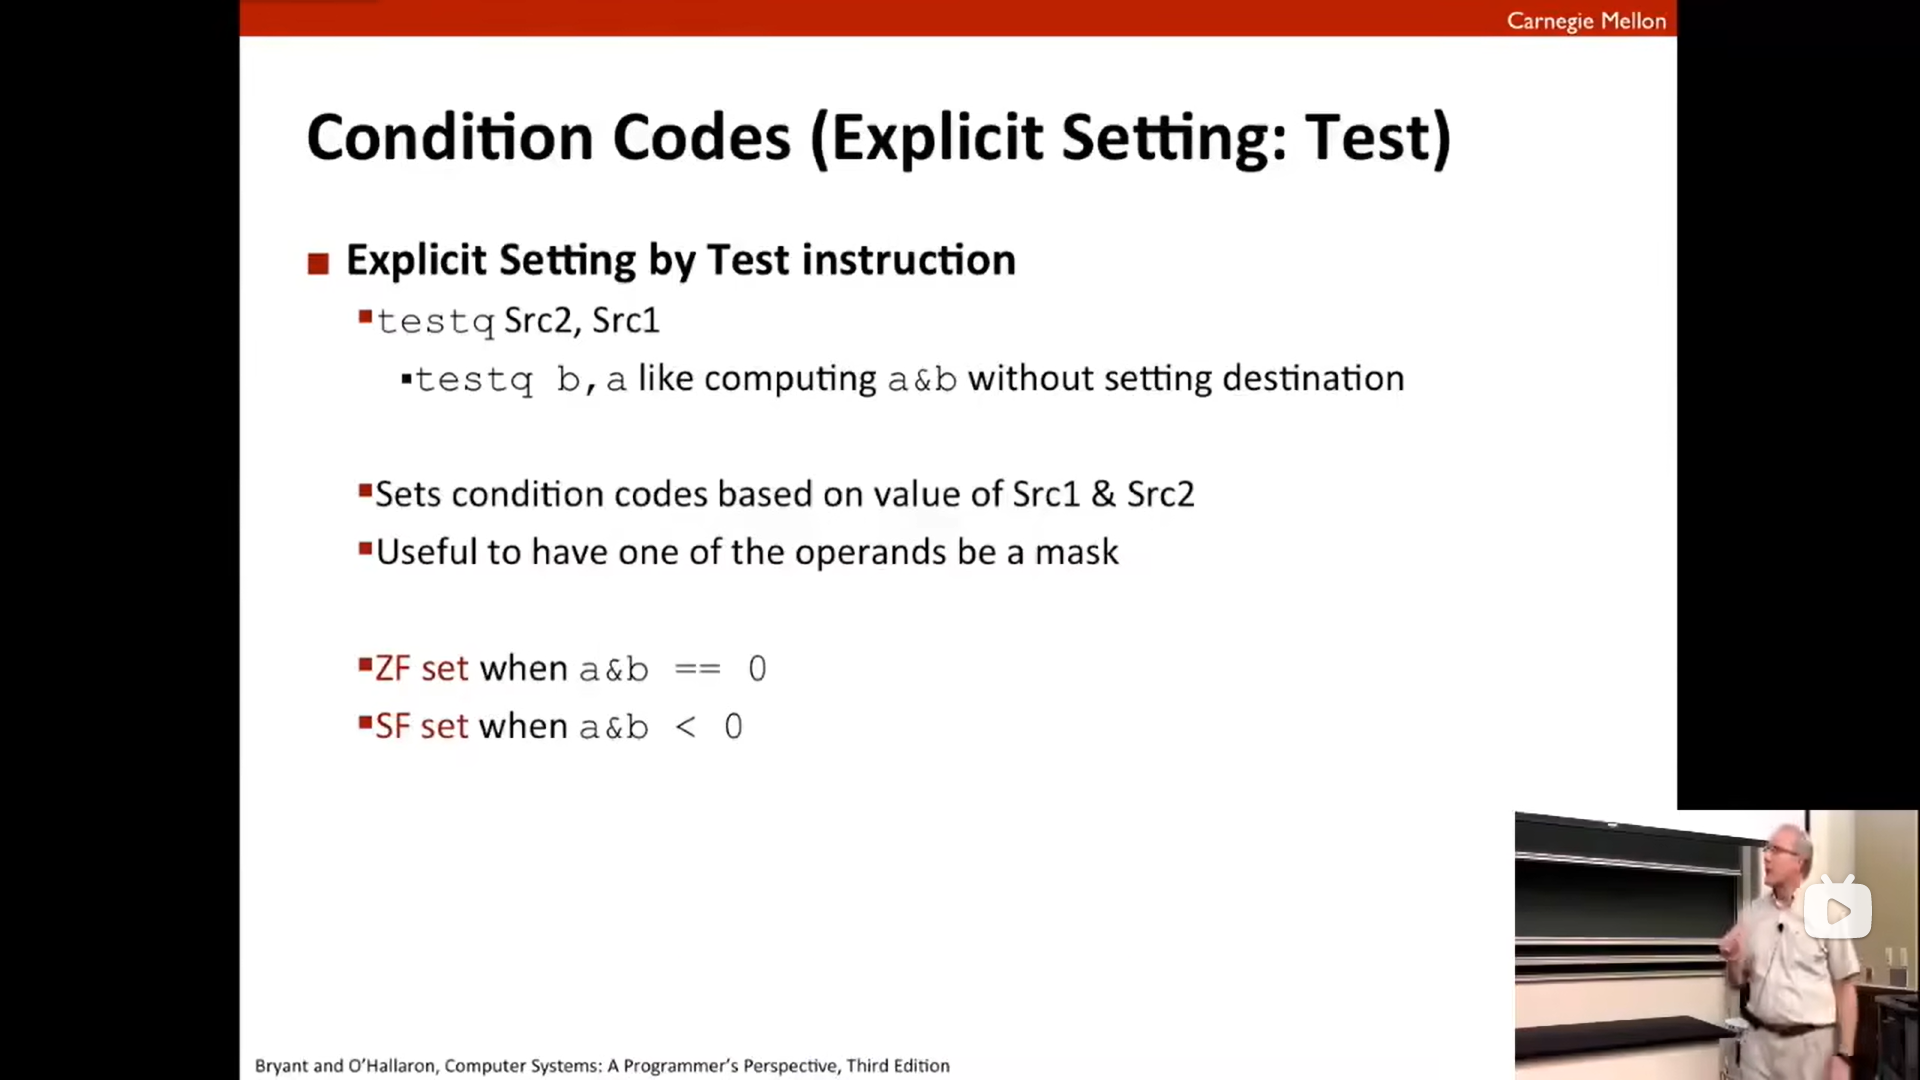 Carnegie Mellon
Condition Codes (Explicit Setting: Test)
Explicit Setting by Test instruction
testq Src2, Src1
testq b,a like computing a&b without setting destination
Sets condition codes based on value of Src1 & Src2
Useful to have one of the operands be a mask
ZF set when a&b == 0
SF set when a&b < 0
Bryant and O'Hallaron, Computer Systems: A Programmer's Perspective, Third Edition